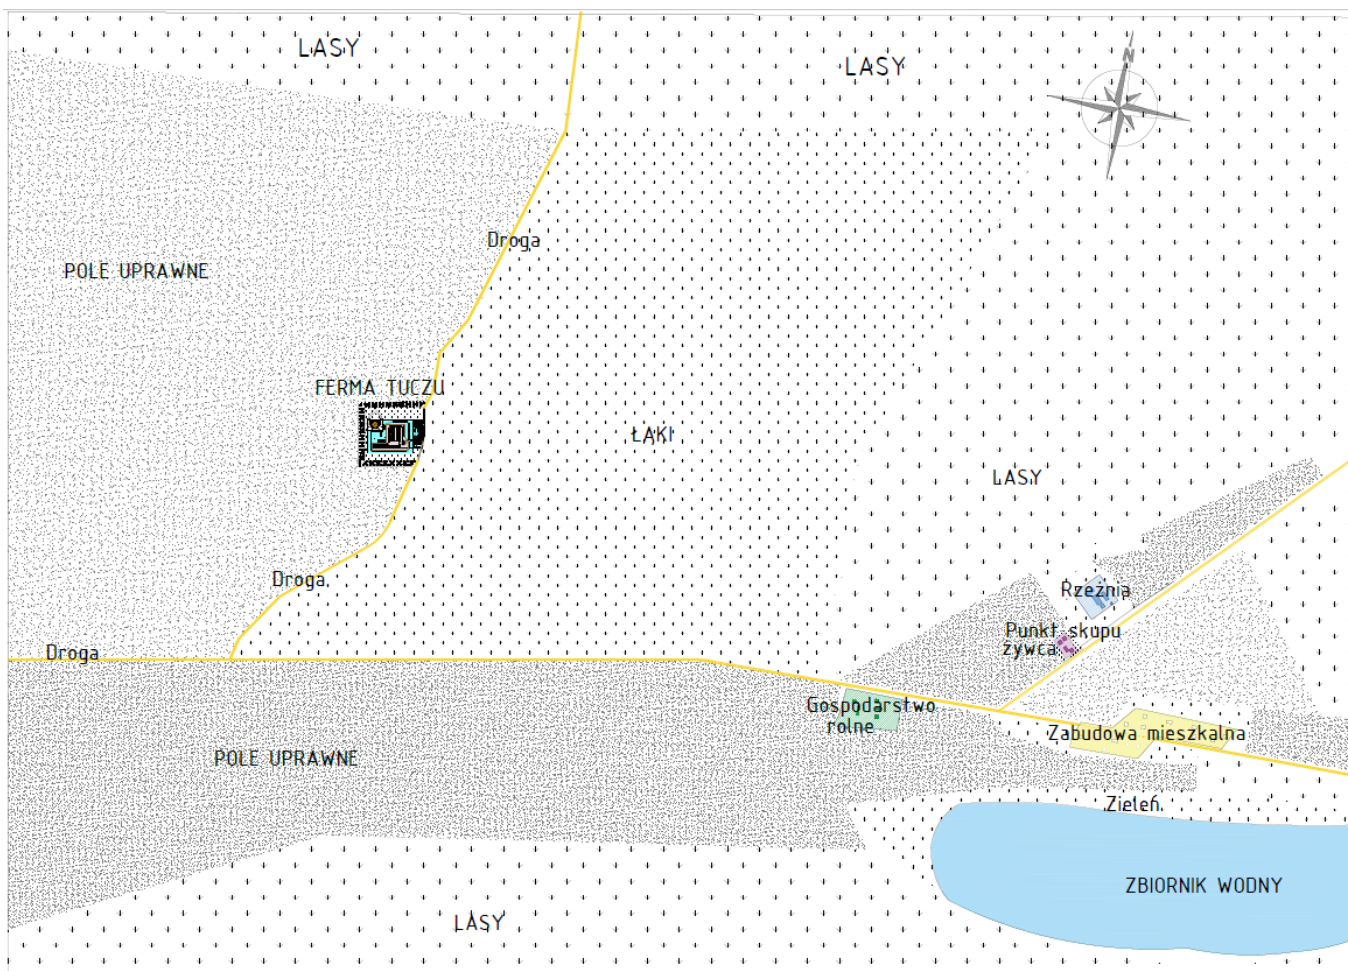 LASY
LASY
N
Droga
POLE UPRAWNE
FERMA TUCZU
ŁĄKI
LASY
Droga
Rzeźnia
Punkt skupu
żywca
Droga
Gospodarstwo
rolne
Zabudowa mieszkalna
POLE UPRAWNE
Zieleń
ZBIORNIK WODNY
LASY